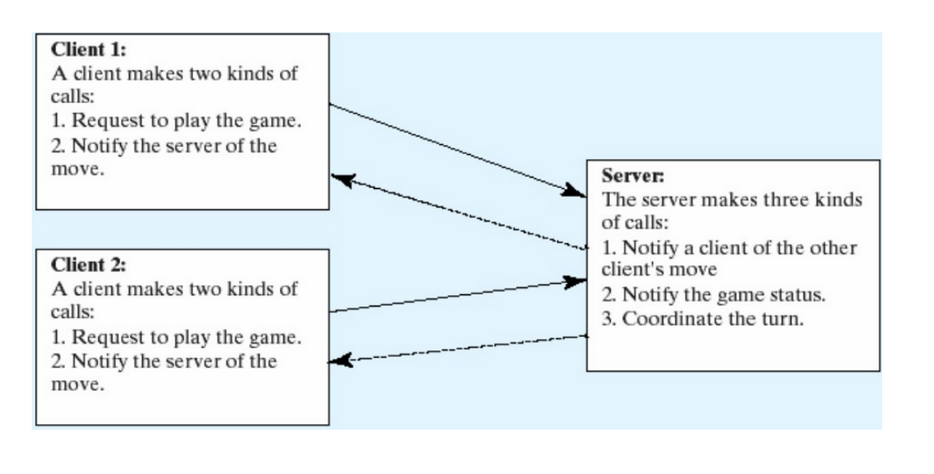 Client 1:
A client makes two kinds of
calls:
1. Request to play the game.
2. Notify the server of the
move.
Client 2:
A client makes two kinds of
calls:
1. Request to play the game.
2. Notify the server of the
move.
Server:
The server makes three kinds
of calls:
1. Notify a client of the other
client's move
2. Notify the game status.
3. Coordinate the turn.